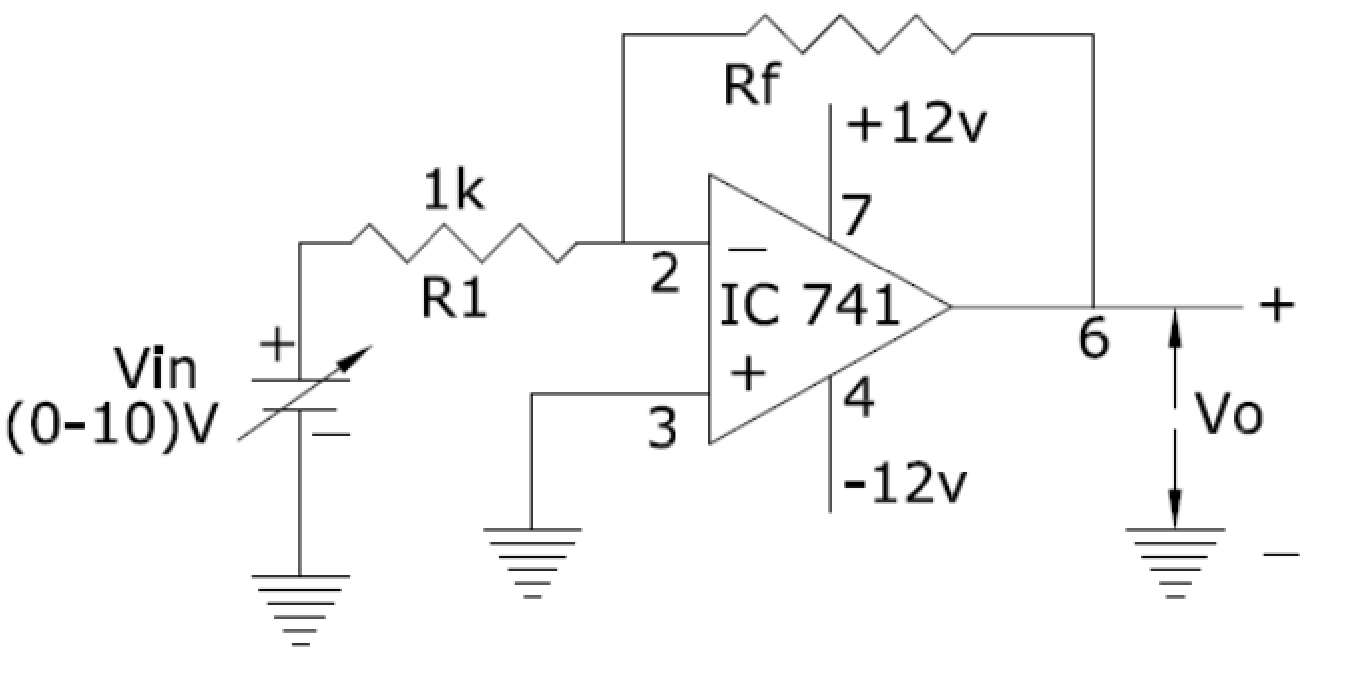 Rf
+12v
7
1k
R1
2
−
IC 741
+
3
4
-12v
6
+
Vo
−
+
Vin
(0-10)V
−